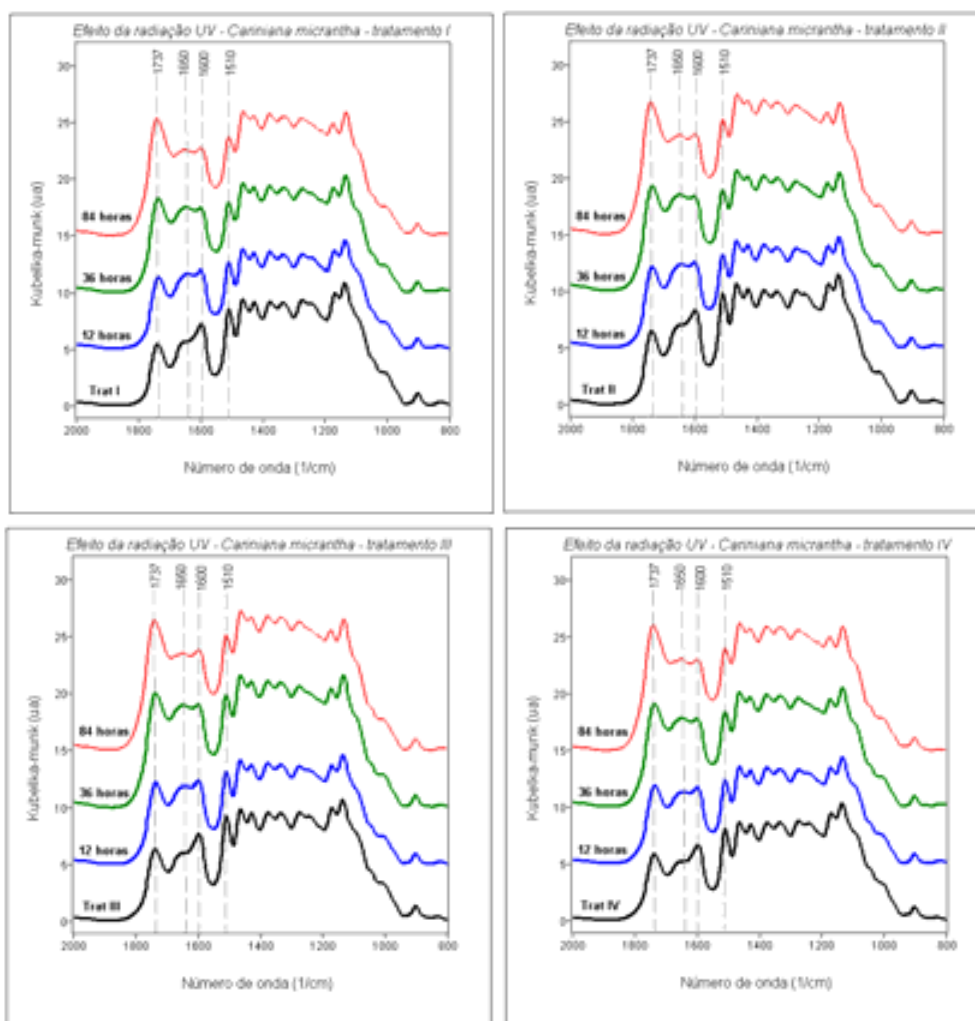 Efeito da radiação UV - Cariniana micrantha - tratamento I
1737
1650
1600
1510
30
25
20
15
10
5
0
Kubelka-munk (ua)
84 horas
36 horas
12 horas
Trat I
2000 1800 1600 1400 1200 1000 800
Número de onda (1/cm)
Efeito da radiação UV - Cariniana micrantha - tratamento II
1737
1650
1600
1510
30
25
20
15
10
5
0
Kubelka-munk (ua)
84 horas
36 horas
12 horas
Trat II
2000 1800 1600 1400 1200 1000 800
Número de onda (1/cm)
Efeito da radiação UV - Cariniana micrantha - tratamento III
1737
1650
1600
1510
30
25
20
15
10
5
0
Kubelka-munk (ua)
84 horas
36 horas
12 horas
Trat III
2000 1800 1600 1400 1200 1000 800
Número de onda (1/cm)
Efeito da radiação UV - Cariniana micrantha - tratamento IV
1737
1650
1600
1510
30
25
20
15
10
5
0
Kubelka-munk (ua)
84 horas
36 horas
12 horas
Trat IV
2000 1800 1600 1400 1200 1000 800
Número de onda (1/cm)